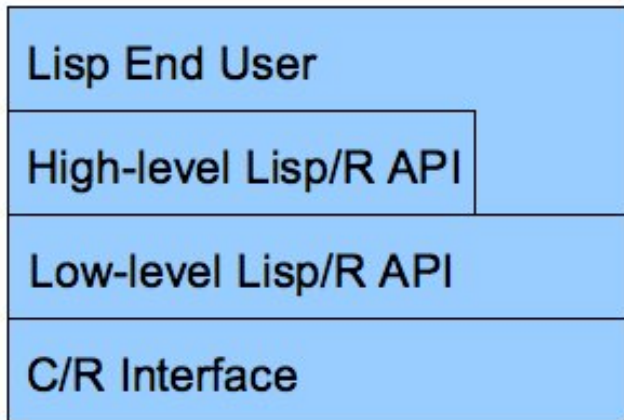 Lisp End User
High-level Lisp/R API
Low-level Lisp/R API
C/R Interface